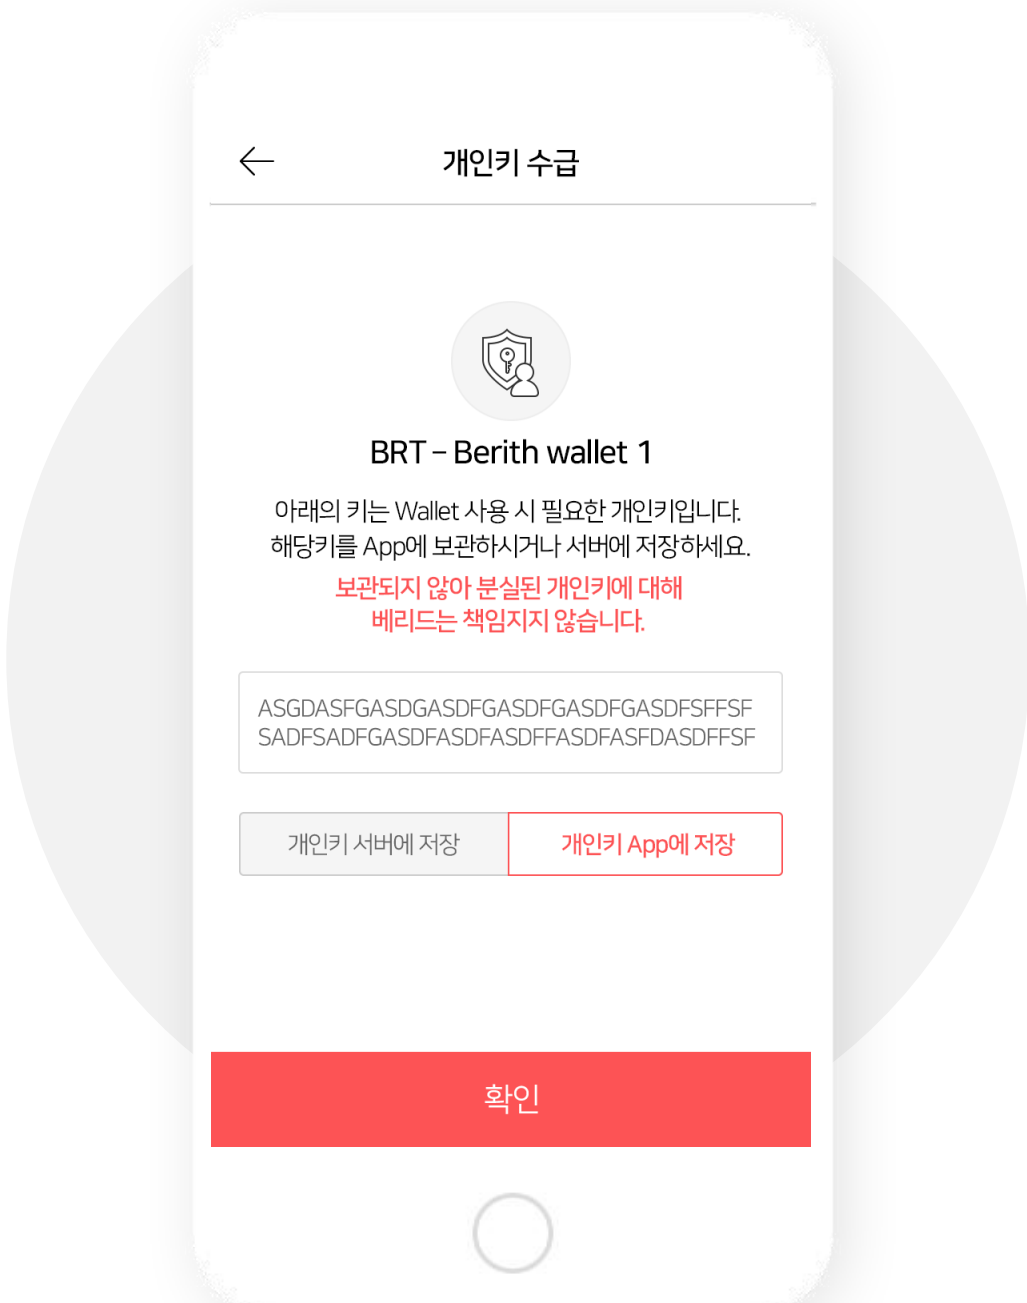 개인키 수급
BRT – Berith wallet 1
아래의 키는 Wallet 사용 시 필요한 개인키입니다.
해당키를 App에 보관하시거나 서버에 저장하세요.
보관되지 않아 분실된 개인키에 대해
베리드는 책임지지 않습니다.
ASGDASFGASDGASDFGASDFGASDFGASDFSFFSF
SADFSADFGASDFASDFASDFFASDFASFDASDFFSF
개인키 서버에 저장
개인키 App에 저장
확인